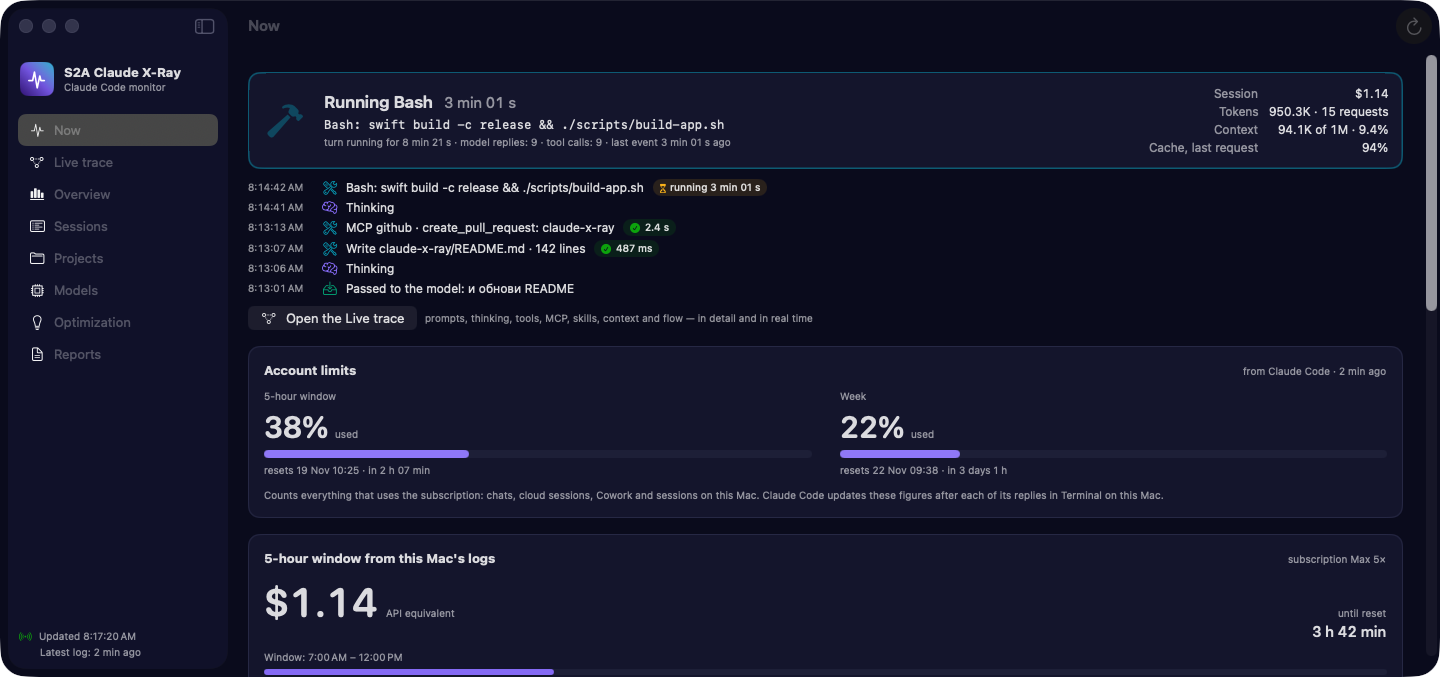 Now
S2A Claude X-Ray
Claude Code monitor
Now
Live trace
Overview
Sessions
Projects
Models
Optimization
Reports
Updated 8:17:20 AM
Latest log: 2 min ago
Running Bash 3 min 01 s
Bash: swift build -c release && ./scripts/build-app.sh
turn running for 8 min 21 s · model replies: 9 · tool calls: 9 · last event 3 min 01 s ago
Session $1.14
Tokens 950.3K · 15 requests
Context 94.1K of 1M · 9.4%
Cache, last request 94%
8:14:42 AM Bash: swift build -c release && ./scripts/build-app.sh running 3 min 01 s
8:14:41 AM Thinking
8:13:13 AM MCP github · create_pull_request: claude-x-ray 2.4 s
8:13:07 AM Write claude-x-ray/README.md · 142 lines 487 ms
8:13:06 AM Thinking
8:13:01 AM Passed to the model: и обнови README
Open the Live trace prompts, thinking, tools, MCP, skills, context and flow — in detail and in real time
Account limits from Claude Code · 2 min ago
5-hour window
38% used
resets 19 Nov 10:25 · in 2 h 07 min
Week
22% used
resets 22 Nov 09:38 · in 3 days 1 h
Counts everything that uses the subscription: chats, cloud sessions, Cowork and sessions on this Mac. Claude Code updates these figures after each of its replies in Terminal on this Mac.
5-hour window from this Mac's logs subscription Max 5×
$1.14 API equivalent
until reset
3 h 42 min
Window: 7:00 AM – 12:00 PM